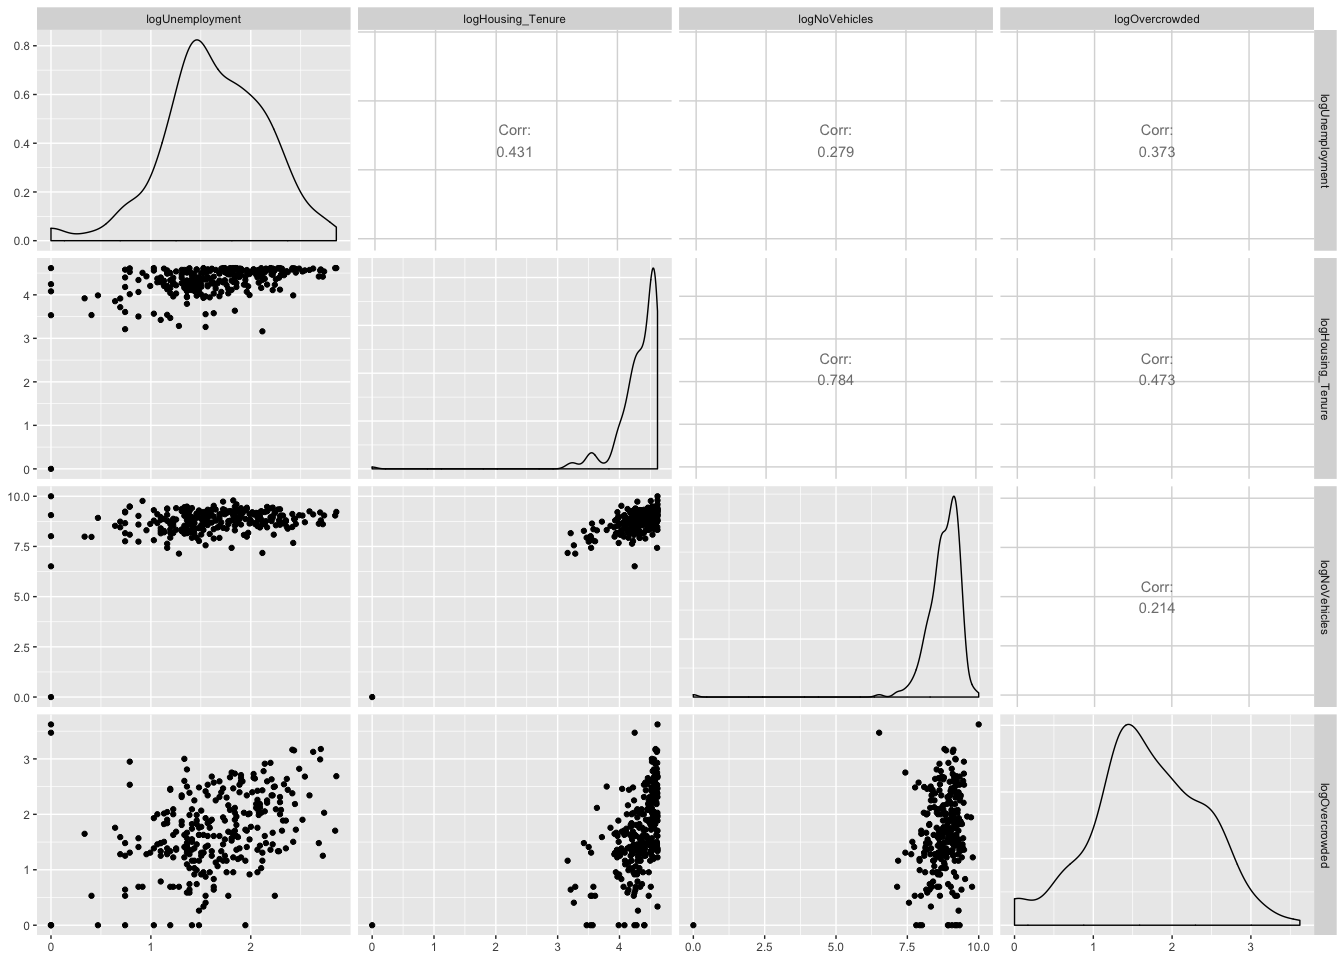 logUnemployment
logHousing_Tenure
logNoVehicles
logOvercrowded
0.8
0.6
0.4
0.2
0.0
Corr:
0.431
Corr:
0.279
Corr:
0.373
logUnemployment
4
3
2
1
0
Corr:
0.784
Corr:
0.473
logHousing_Tenure
10.0
7.5
5.0
2.5
0.0
Corr:
0.214
logNoVehicles
3
2
1
0
logOvercrowded
0 1 2
0 1 2 3 4
0.0 2.5 5.0 7.5 10.0
0 1 2 3